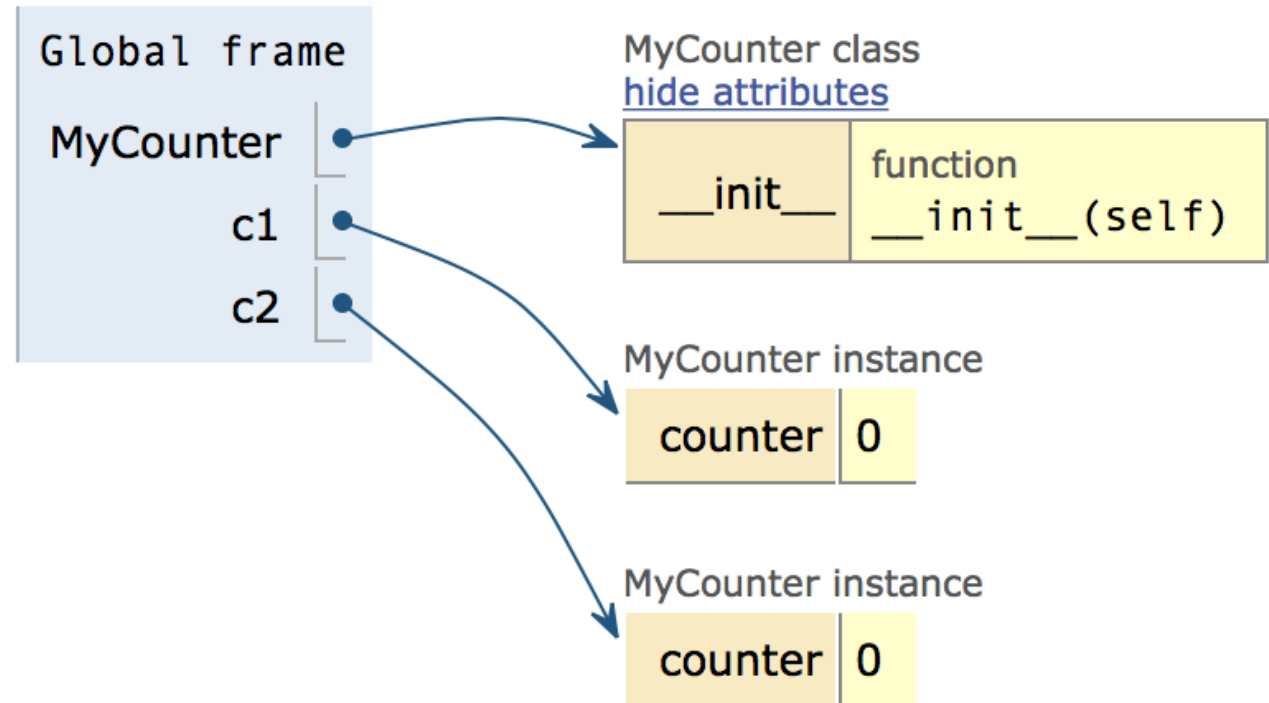 Global frame
MyCounter
c1
c2
MyCounter class
hide attributes
__init__
function
__init__(self)
MyCounter instance
counter 0
MyCounter instance
counter 0